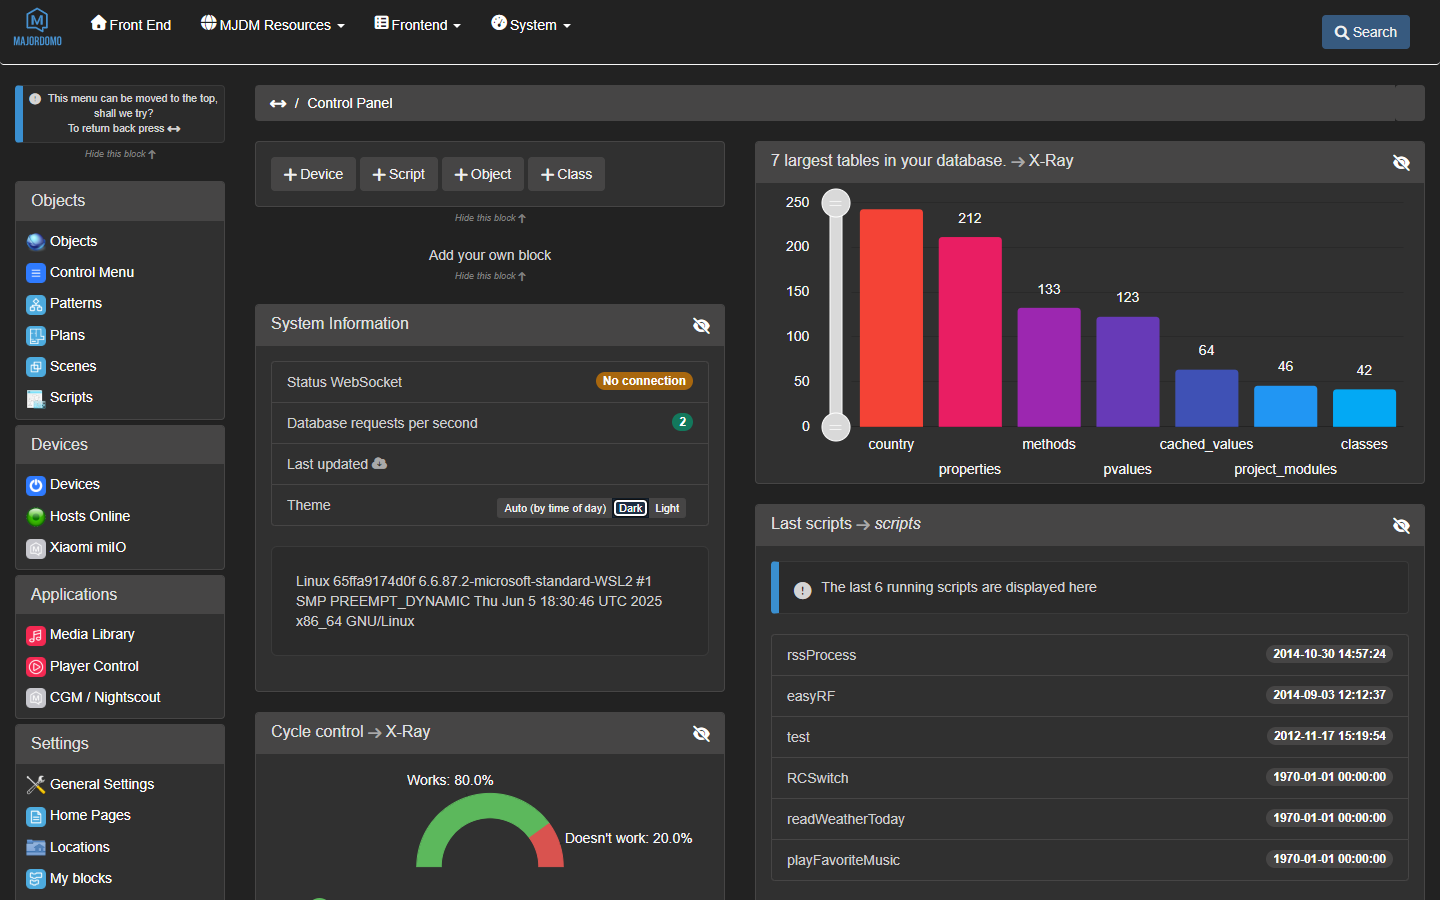 MAJORDOMO
Front End
MJDM Resources
Frontend
System
Search
This menu can be moved to the top,
shall we try?
To return back press
Hide this block
Objects
Objects
Control Menu
Patterns
Plans
Scenes
Scripts
Devices
Devices
Hosts Online
Xiaomi miIO
Applications
Media Library
Player Control
CGM / Nightscout
Settings
General Settings
Home Pages
Locations
My blocks
/ Control Panel
Device
Script
Object
Class
Hide this block
Add your own block
Hide this block
System Information
Status WebSocket
No connection
Database requests per second
2
Last updated
Theme
Auto (by time of day)
Dark
Light
Linux 65ffa9174d0f 6.6.87.2-microsoft-standard-WSL2 #1
SMP PREEMPT_DYNAMIC Thu Jun 5 18:30:46 UTC 2025
x86_64 GNU/Linux
Cycle control → X-Ray
Works: 80.0%
Doesn't work: 20.0%
7 largest tables in your database. → X-Ray
250
200
150
100
50
0
212
133
123
64
46
42
country
properties
methods
pvalues
cached_values
project_modules
classes
Last scripts → scripts
The last 6 running scripts are displayed here
rssProcess
2014-10-30 14:57:24
easyRF
2014-09-03 12:12:37
test
2012-11-17 15:19:54
RCSwitch
1970-01-01 00:00:00
readWeatherToday
1970-01-01 00:00:00
playFavoriteMusic
1970-01-01 00:00:00